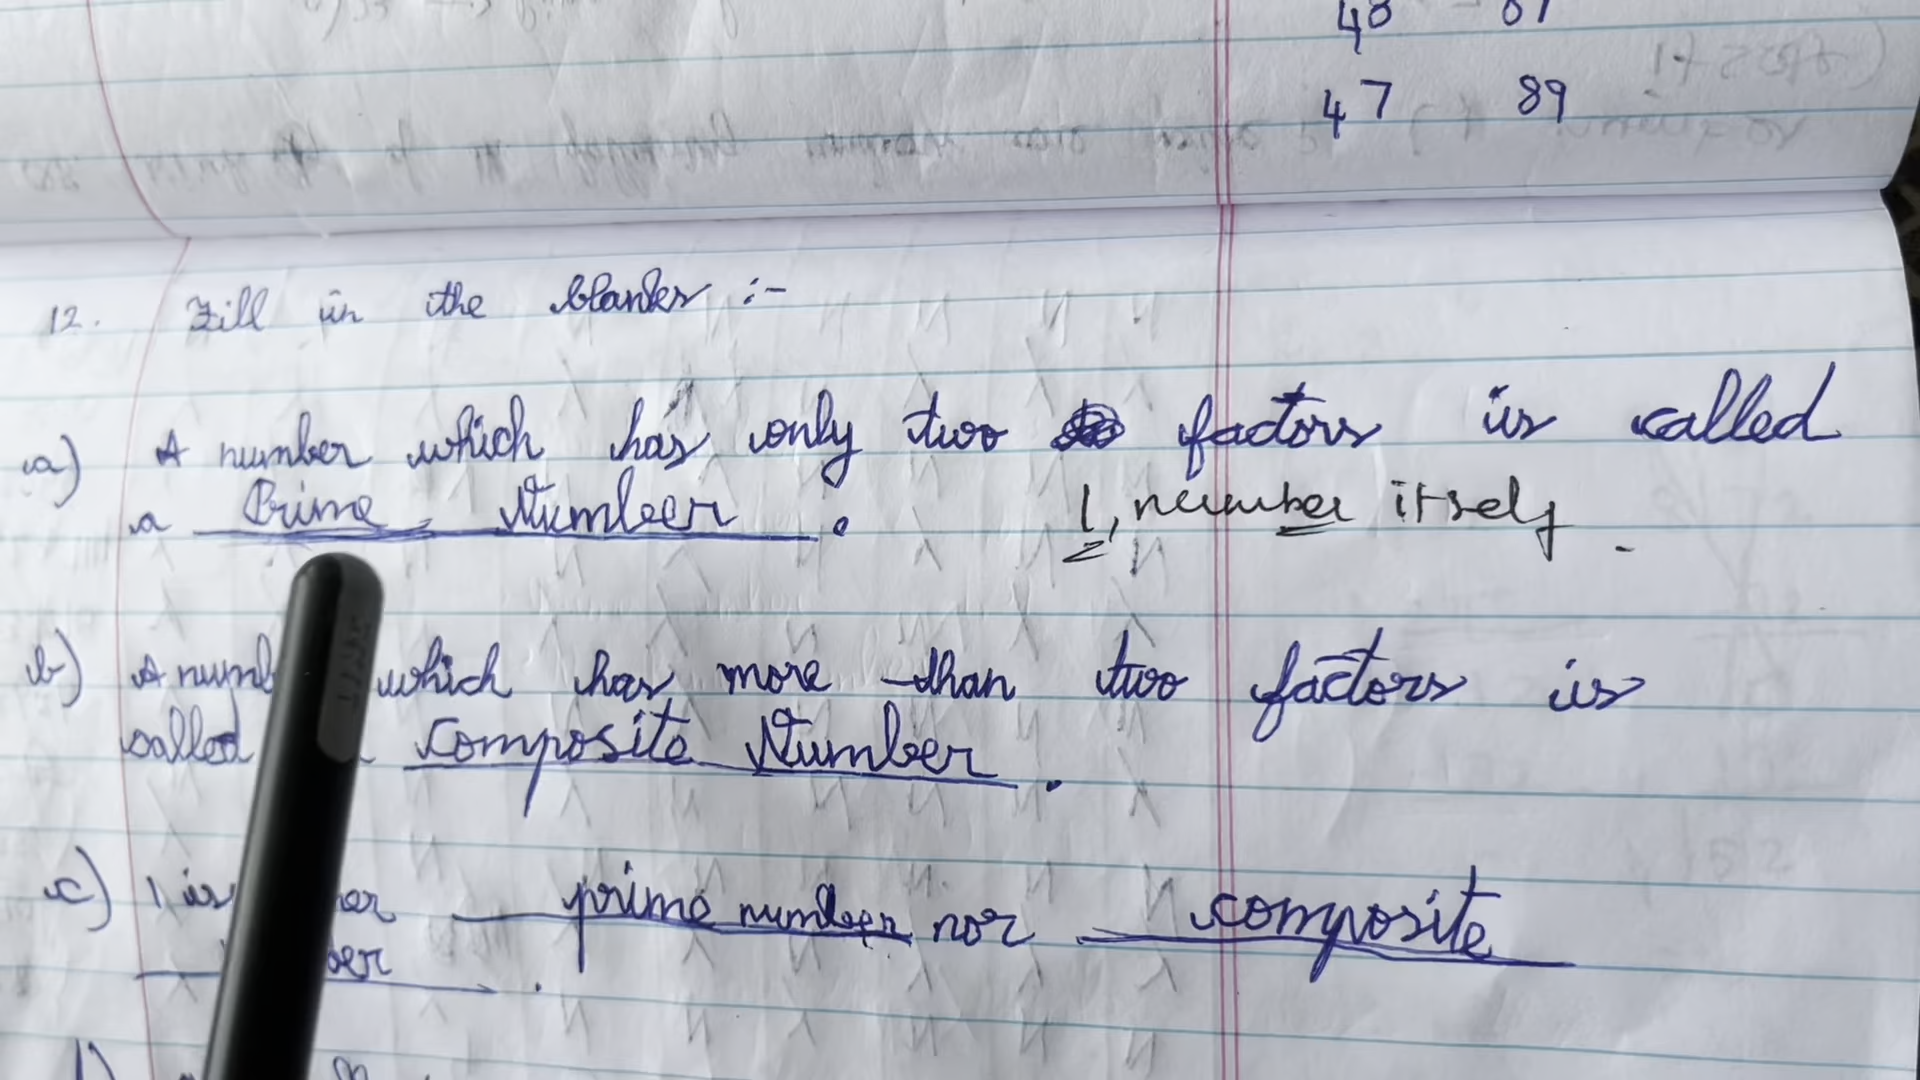 48 87
47 89
12. Fill in the blanks :-
a) A number which has only two factors is called
a Prime Number . 1, number itself .
b) A numb which has more than two factors is
called composite Number .
c) 1 is prime number nor composite
ber .